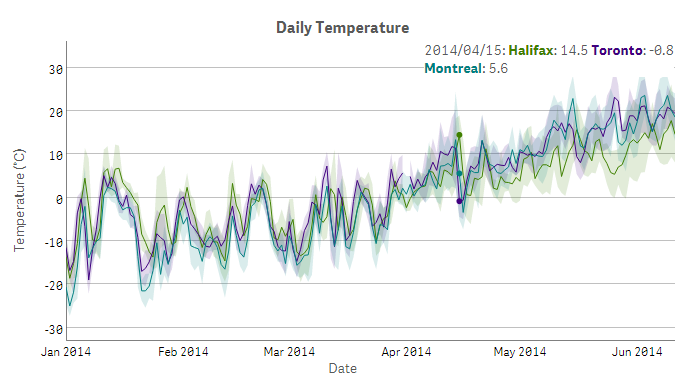 Daily Temperature
2014/04/15: Halifax: 14.5 Toronto: -0.8
Montreal: 5.6
Temperature (°C)
30
20
10
0
-10
-20
-30
Jan 2014 Feb 2014 Mar 2014 Apr 2014 May 2014 Jun 2014
Date